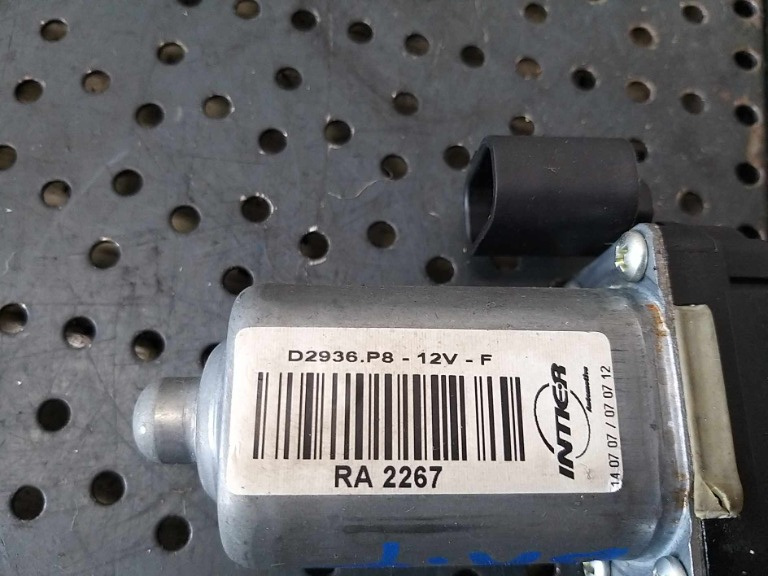 D2936.P8 - 12V - F
RA 2267
INTIER
Automotive
14 07 07 / 07 07 12